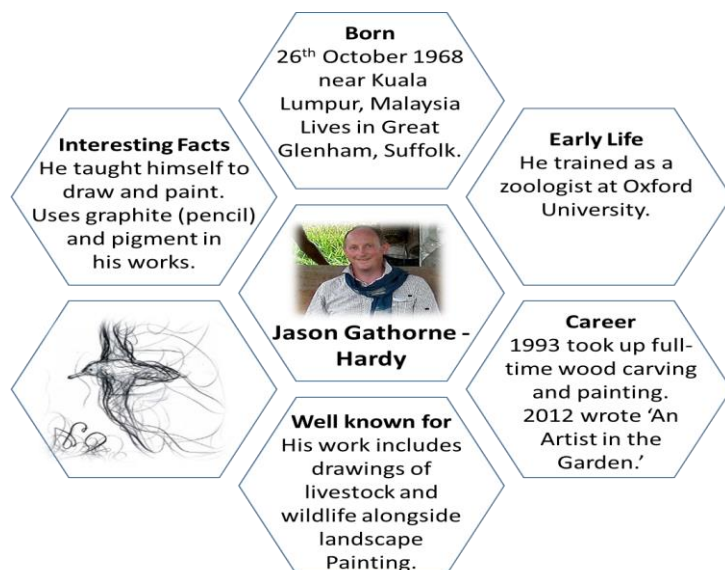 Born
26th October 1968
near Kuala
Lumpur, Malaysia
Lives in Great
Glenham, Suffolk.
Interesting Facts
He taught himself to
draw and paint.
Uses graphite (pencil)
and pigment in
his works.
Early Life
He trained as a
zoologist at Oxford
University.
Jason Gathorne -
Hardy
Career
1993 took up full-
time wood carving
and painting.
2012 wrote ‘An
Artist in the
Garden.’
Well known for
His work includes
drawings of
livestock and
wildlife alongside
landscape
Painting.